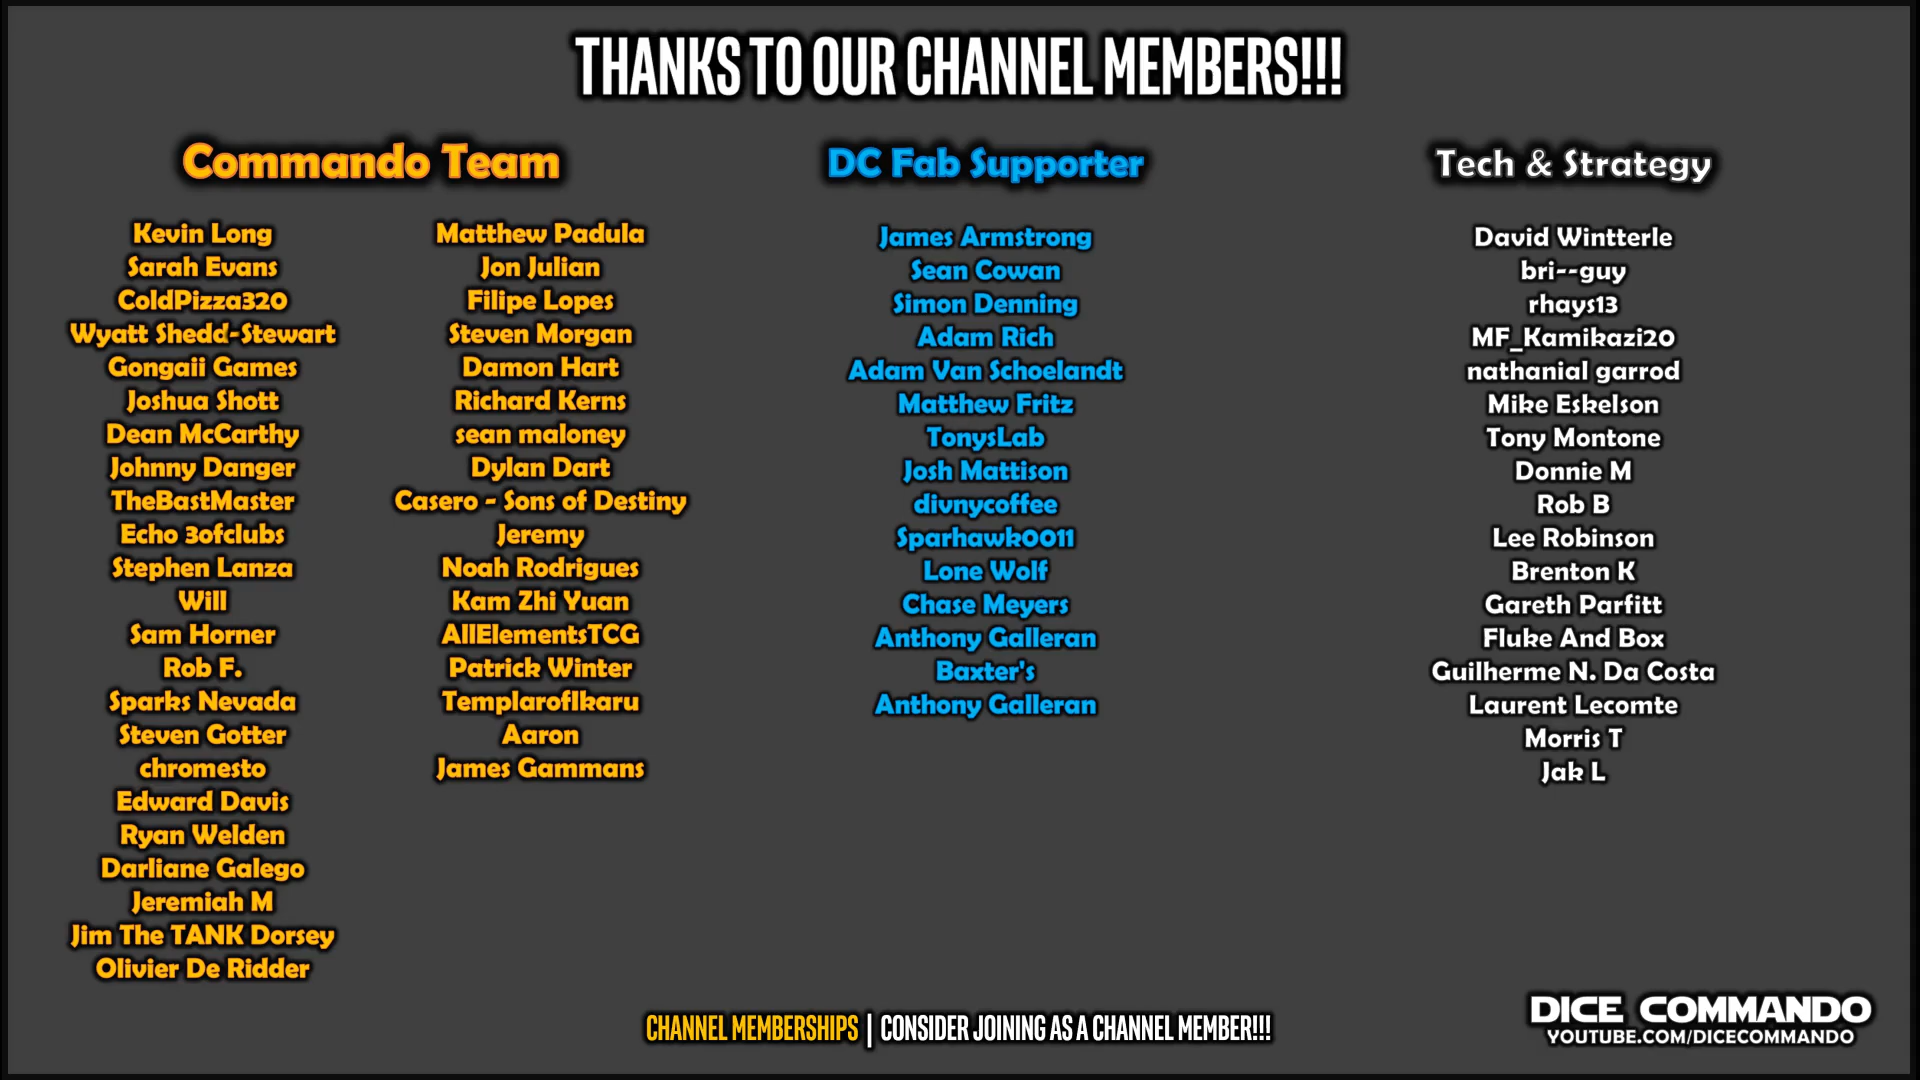 THANKS TO OUR CHANNEL MEMBERS!!!
Commando Team
Kevin Long
Sarah Evans
ColdPizza320
Wyatt Shedd-Stewart
Gongaii Games
Joshua Shott
Dean McCarthy
Johnny Danger
TheBastMaster
Echo 3ofclubs
Stephen Lanza
Will
Sam Horner
Rob F.
Sparks Nevada
Steven Gotter
chromesto
Edward Davis
Ryan Welden
Darliane Galego
Jeremiah M
Jim The TANK Dorsey
Olivier De Ridder
Matthew Padula
Jon Julian
Filipe Lopes
Steven Morgan
Damon Hart
Richard Kerns
sean maloney
Dylan Dart
Casero - Sons of Destiny
Jeremy
Noah Rodrigues
Kam Zhi Yuan
AllElementsTCG
Patrick Winter
TemplarofIkaru
Aaron
James Gammans
DC Fab Supporter
James Armstrong
Sean Cowan
Simon Denning
Adam Rich
Adam Van Schoelandt
Matthew Fritz
TonysLab
Josh Mattison
divnycoffee
Sparhawk0011
Lone Wolf
Chase Meyers
Anthony Galleran
Baxter's
Anthony Galleran
Tech & Strategy
David Wintterle
bri--guy
rhays13
MF_Kamikazi20
nathanial garrod
Mike Eskelson
Tony Montone
Donnie M
Rob B
Lee Robinson
Brenton K
Gareth Parfitt
Fluke And Box
Guilherme N. Da Costa
Laurent Lecomte
Morris T
Jak L
CHANNEL MEMBERSHIPS | CONSIDER JOINING AS A CHANNEL MEMBER!!!
DICE COMMANDO
YOUTUBE.COM/DICECOMMANDO